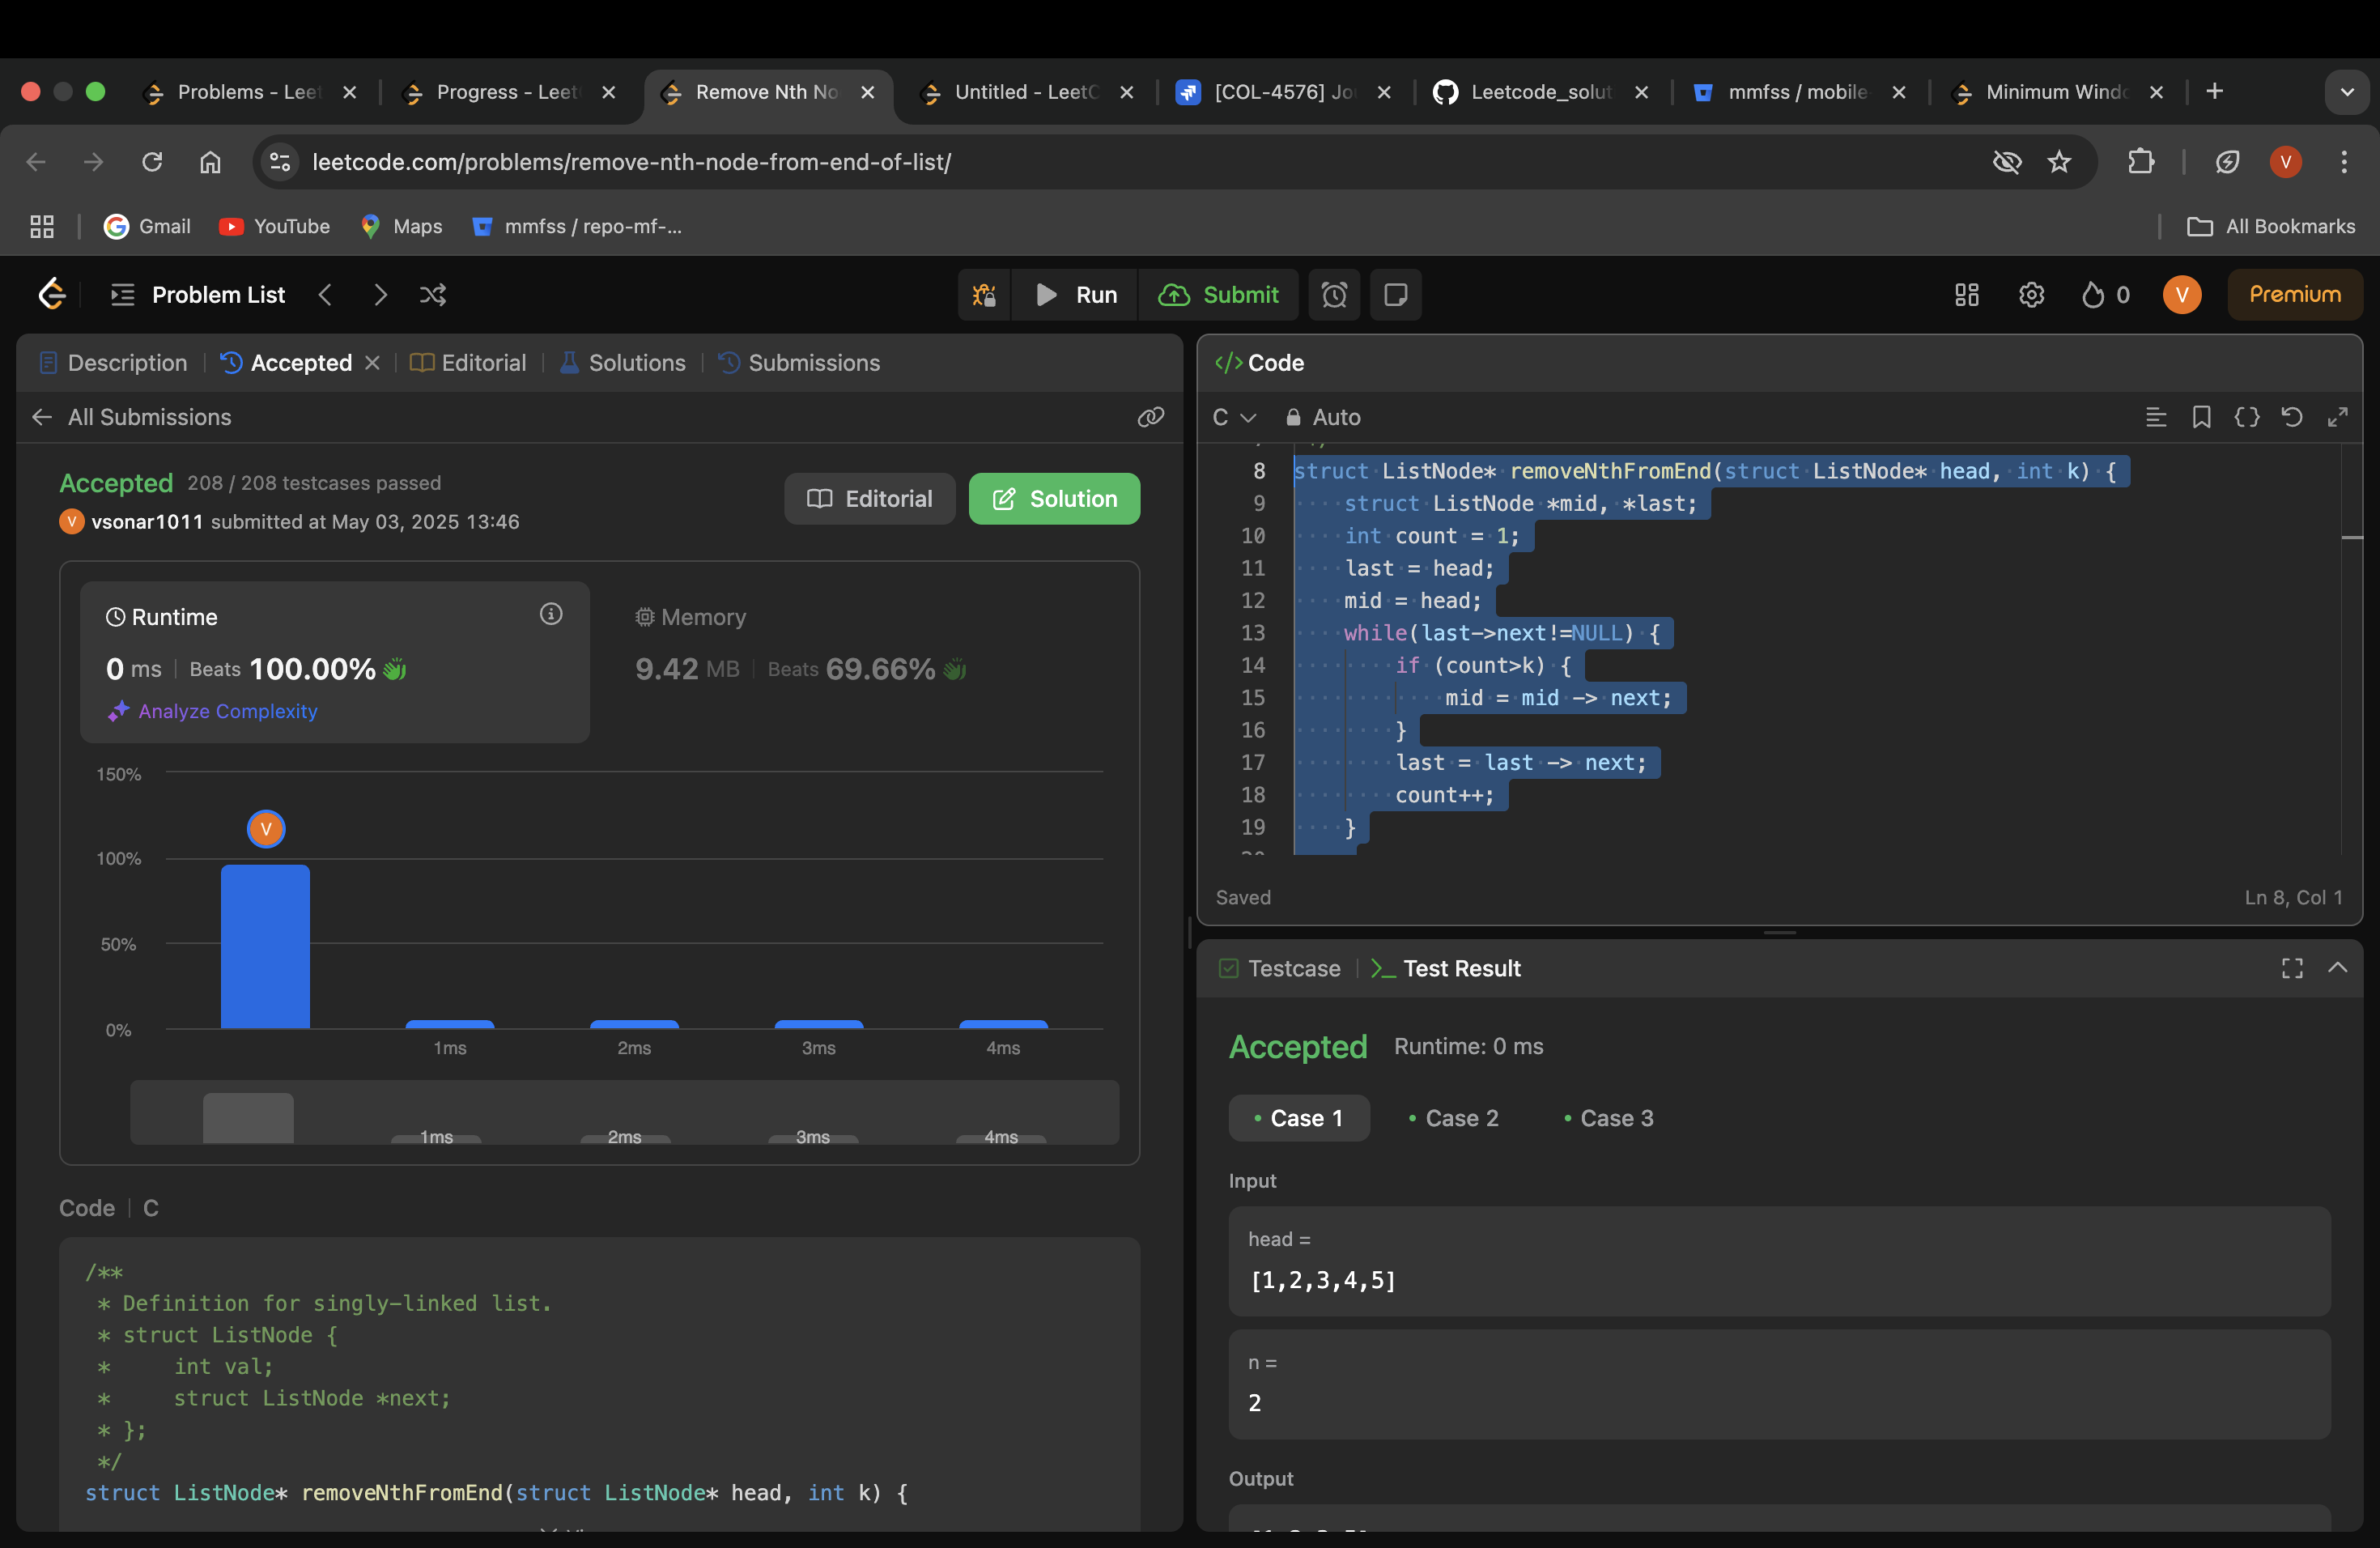 Problems - Leet
Progress - Leet
Remove Nth No
Untitled - LeetC
[COL-4576] Jo
Leetcode_solut
mmfss / mobile
Minimum Windo
leetcode.com/problems/remove-nth-node-from-end-of-list/
V
Gmail
YouTube
Maps
mmfss / repo-mf-...
All Bookmarks
Problem List
Run
Submit
0
V
Premium
Description
Accepted
Editorial
Solutions
Submissions
All Submissions
Accepted 208 / 208 testcases passed
V vsonar1011 submitted at May 03, 2025 13:46
Editorial
Solution
Runtime
0 ms | Beats 100.00%
Analyze Complexity
Memory
9.42 MB | Beats 69.66%
150%
100%
50%
0%
V
1ms 2ms 3ms 4ms
1ms 2ms 3ms 4ms
Code | C
/**
* Definition for singly-linked list.
* struct ListNode {
*     int val;
*     struct ListNode *next;
* };
*/
struct ListNode* removeNthFromEnd(struct ListNode* head, int k) {
</> Code
C
Auto
8 struct ListNode* removeNthFromEnd(struct ListNode* head, int k) {
9     struct ListNode *mid, *last;
10     int count = 1;
11     last = head;
12     mid = head;
13     while(last->next!=NULL) {
14         if (count>k) {
15             mid = mid -> next;
16         }
17         last = last -> next;
18         count++;
19     }
Saved
Ln 8, Col 1
Testcase
>_ Test Result
Accepted Runtime: 0 ms
Case 1
Case 2
Case 3
Input
head =
[1,2,3,4,5]
n =
2
Output